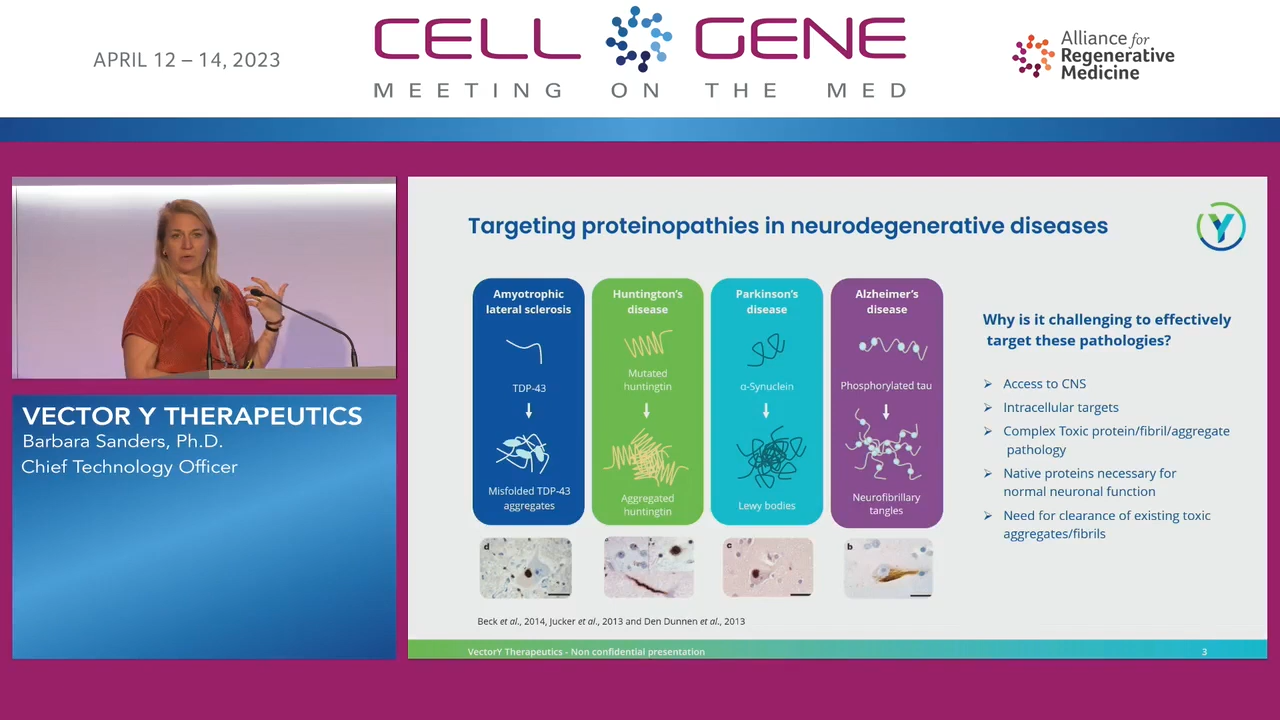 APRIL 12 – 14, 2023
CELL GENE
MEETING ON THE MED
Alliance for
Regenerative
Medicine
VECTOR Y THERAPEUTICS
Barbara Sanders, Ph.D.
Chief Technology Officer
Targeting proteinopathies in neurodegenerative diseases
Y
Amyotrophic
lateral sclerosis
TDP-43
Misfolded TDP-43
aggregates
Huntington's
disease
Mutated
huntingtin
Aggregated
huntingtin
Parkinson's
disease
α-Synuclein
Lewy bodies
Alzheimer's
disease
Phosphorylated tau
Neurofibrillary
tangles
d
c
b
Beck et al., 2014, Jucker et al., 2013 and Den Dunnen et al., 2013
Why is it challenging to effectively
target these pathologies?
➢ Access to CNS
➢ Intracellular targets
➢ Complex Toxic protein/fibril/aggregate
pathology
➢ Native proteins necessary for
normal neuronal function
➢ Need for clearance of existing toxic
aggregates/fibrils
VectorY Therapeutics - Non confidential presentation
3